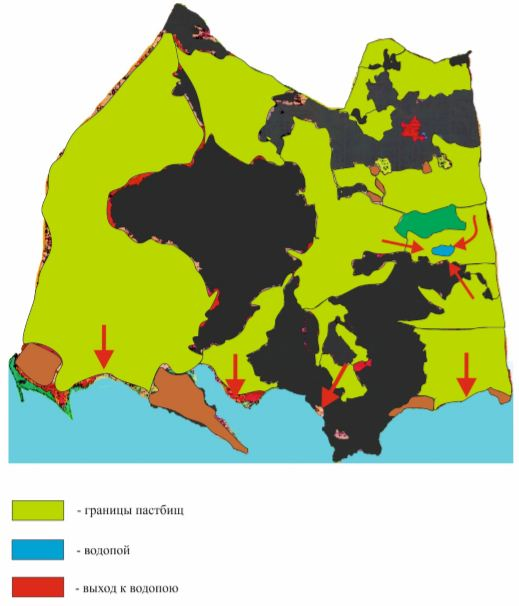 - границы пастбищ
- водопой
- выход к водопою